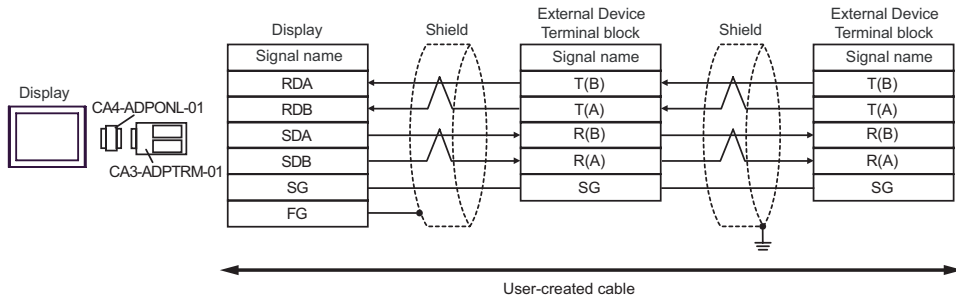 Display
CA4-ADPONL-01
CA3-ADPTRM-01
Display
Signal name
RDA
RDB
SDA
SDB
SG
FG
Shield
External Device
Terminal block
Signal name
T(B)
T(A)
R(B)
R(A)
SG
Shield
External Device
Terminal block
Signal name
T(B)
T(A)
R(B)
R(A)
SG
User-created cable